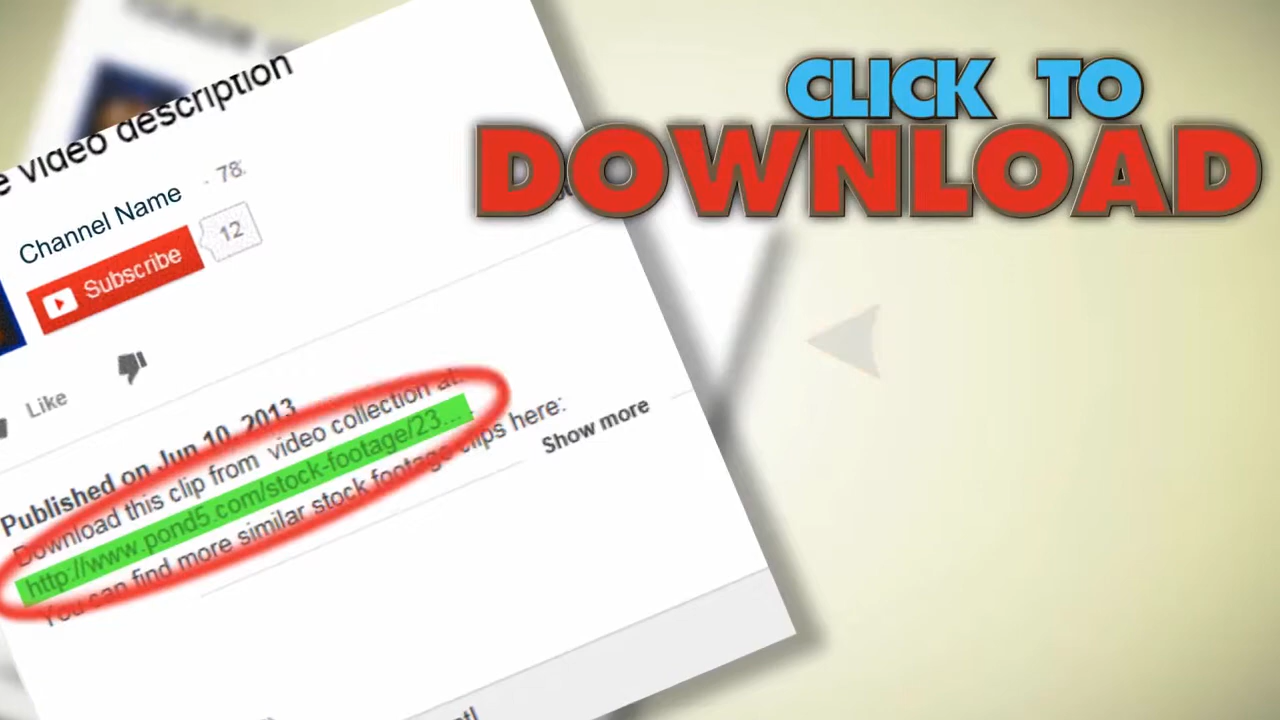 CLICK TO
DOWNLOAD
video description
Channel Name
78
Subscribe
12
Like
Published on Jun 10, 2013
Download this clip from video collection at:
http://www.pond5.com/stock-footage/23...
You can find more similar stock footage clips here:
Show more